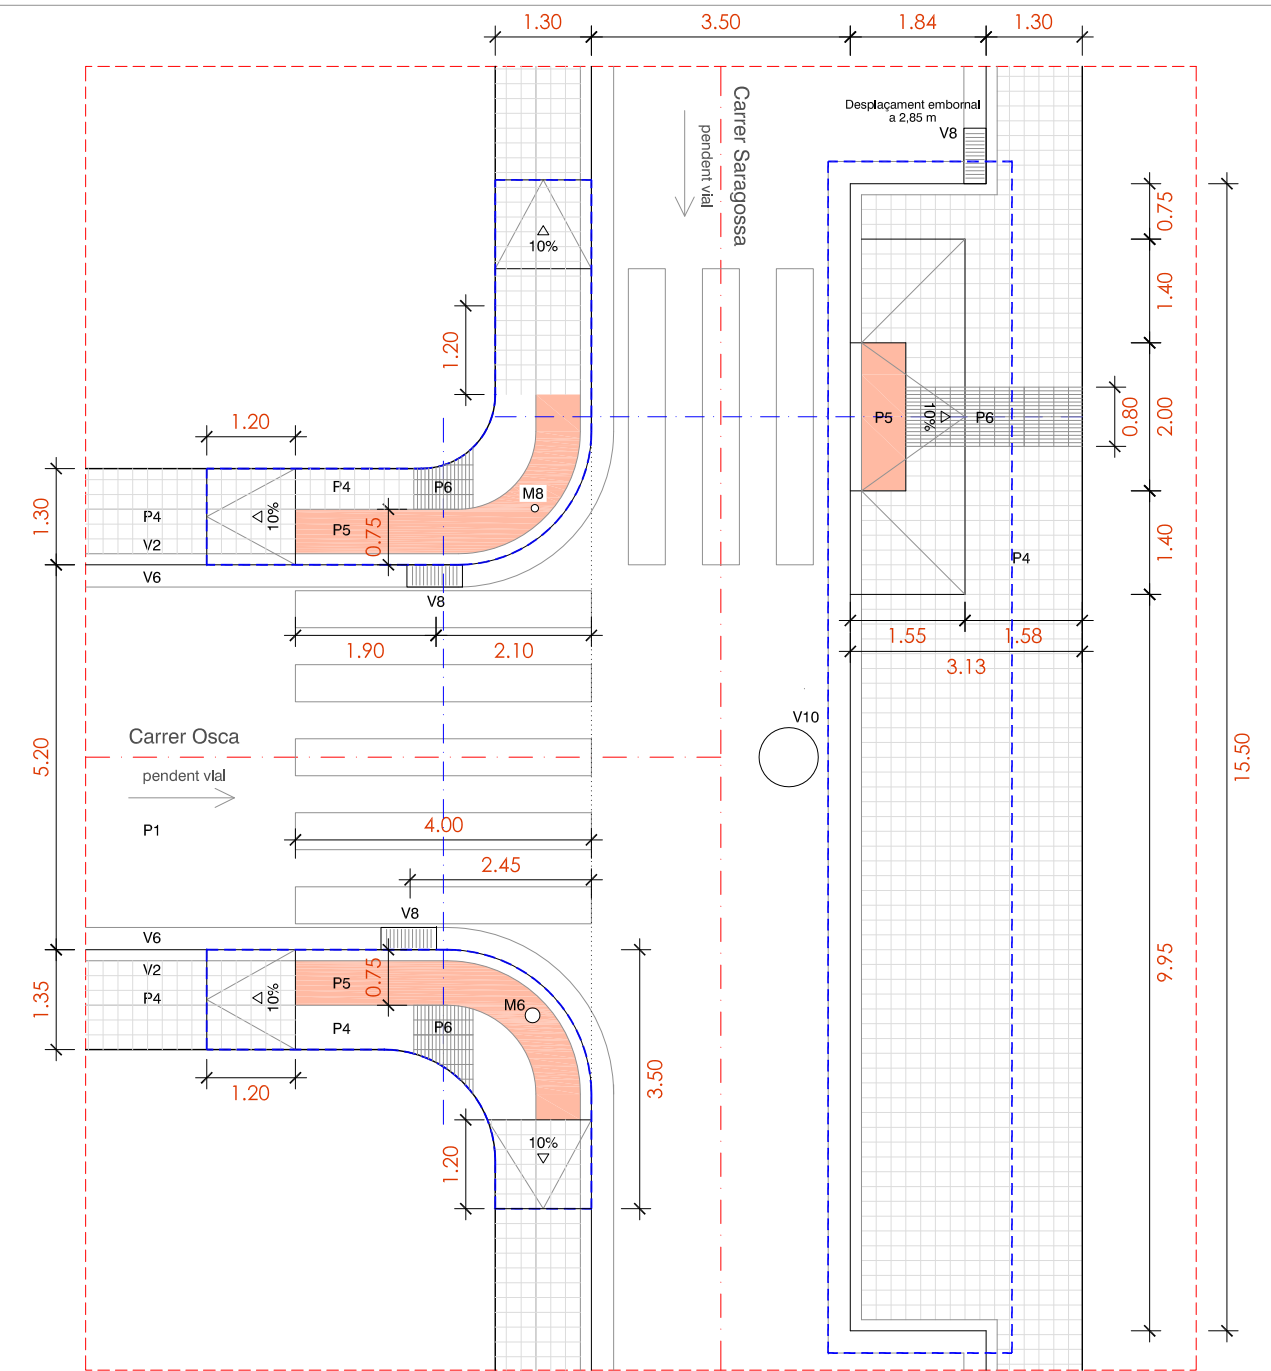 1.30
3.50
1.84
1.30
Desplaçament embornal
a 2,85 m
V8
Carrer Saragossa
pendent vial
10%
0.75
1.40
1.20
2.00
0.80
P5
10%
P6
1.20
P4
P6
M8
1.30
P4
10%
P5
0.75
V2
1.40
P4
V6
V8
1.90
2.10
1.55
1.58
3.13
V10
Carrer Osca
pendent vial
5.20
15.50
P1
4.00
2.45
V8
V6
9.95
V2
P5
0.75
1.35
P4
10%
M6
P4
P6
3.50
1.20
10%
1.20